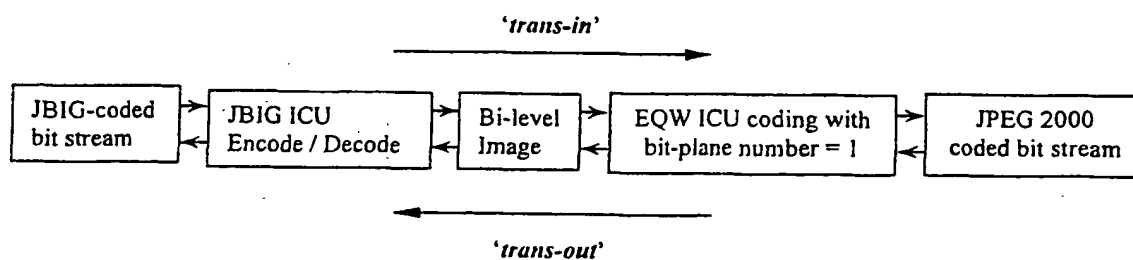 'trans-in'
JBIG-coded
bit stream
JBIG ICU
Encode / Decode
Bi-level
Image
EQW ICU coding with
bit-plane number = 1
JPEG 2000
coded bit stream
'trans-out'